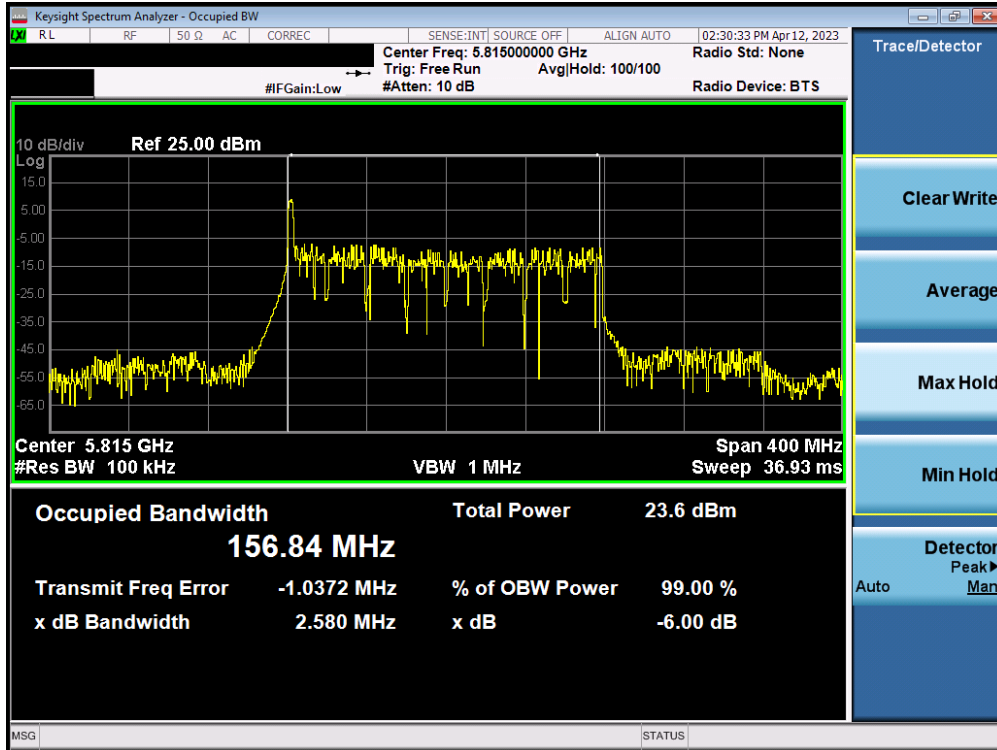 Keysight Spectrum Analyzer - Occupied BW
LXI RL RF 50 Ω AC CORREC SENSE:INT SOURCE OFF ALIGN AUTO 02:30:33 PM Apr 12, 2023
Center Freq: 5.815000000 GHz Radio Std: None
Trig: Free Run Avg|Hold: 100/100
#IFGain:Low #Atten: 10 dB Radio Device: BTS
10 dB/div Ref 25.00 dBm
Log
15.0
5.00
-5.00
-15.0
-25.0
-35.0
-45.0
-55.0
-65.0
Center 5.815 GHz Span 400 MHz
#Res BW 100 kHz VBW 1 MHz Sweep 36.93 ms
Occupied Bandwidth Total Power 23.6 dBm
156.84 MHz
Transmit Freq Error -1.0372 MHz % of OBW Power 99.00 %
x dB Bandwidth 2.580 MHz x dB -6.00 dB
MSG STATUS
Trace/Detector
Clear Write
Average
Max Hold
Min Hold
Detector
Peak▶
Auto Man